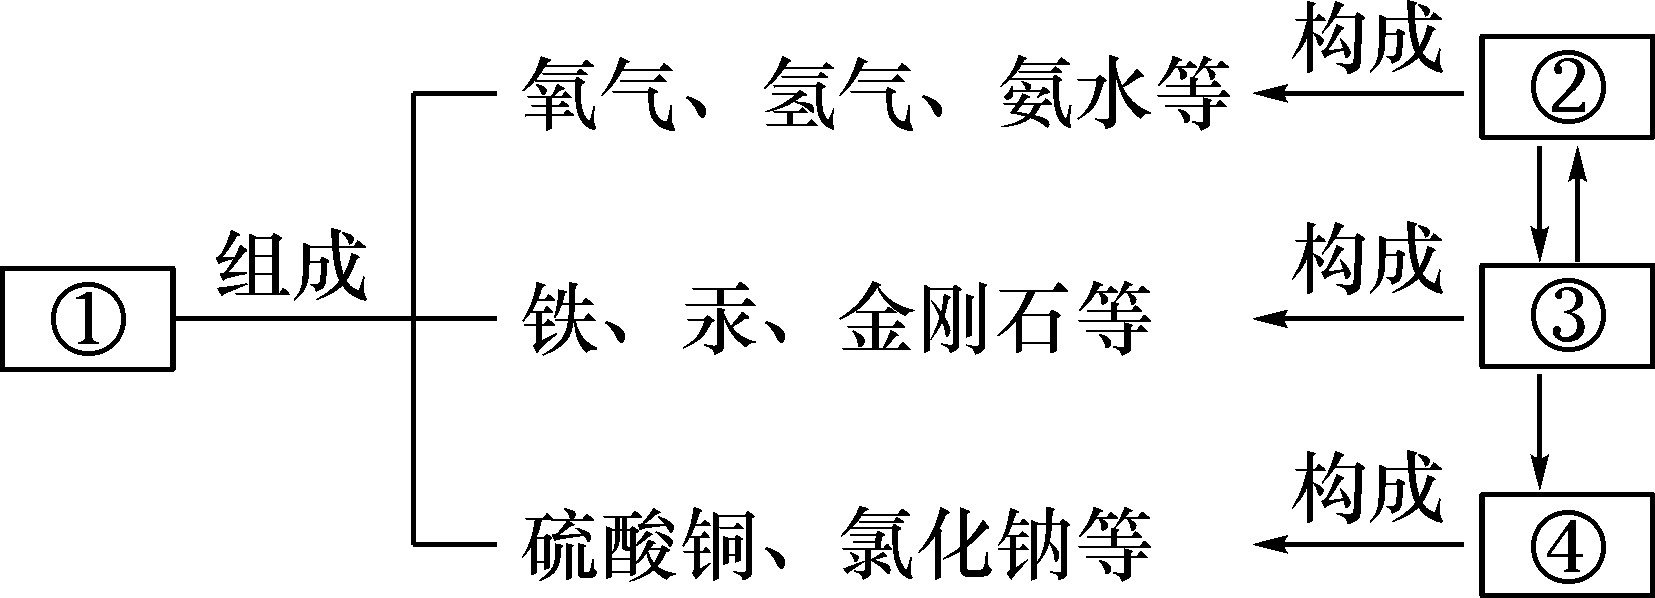 构成
氧气、氢气、氨水等
②
组成
构成
①
铁、汞、金刚石等
③
构成
硫酸铜、氯化钠等
④